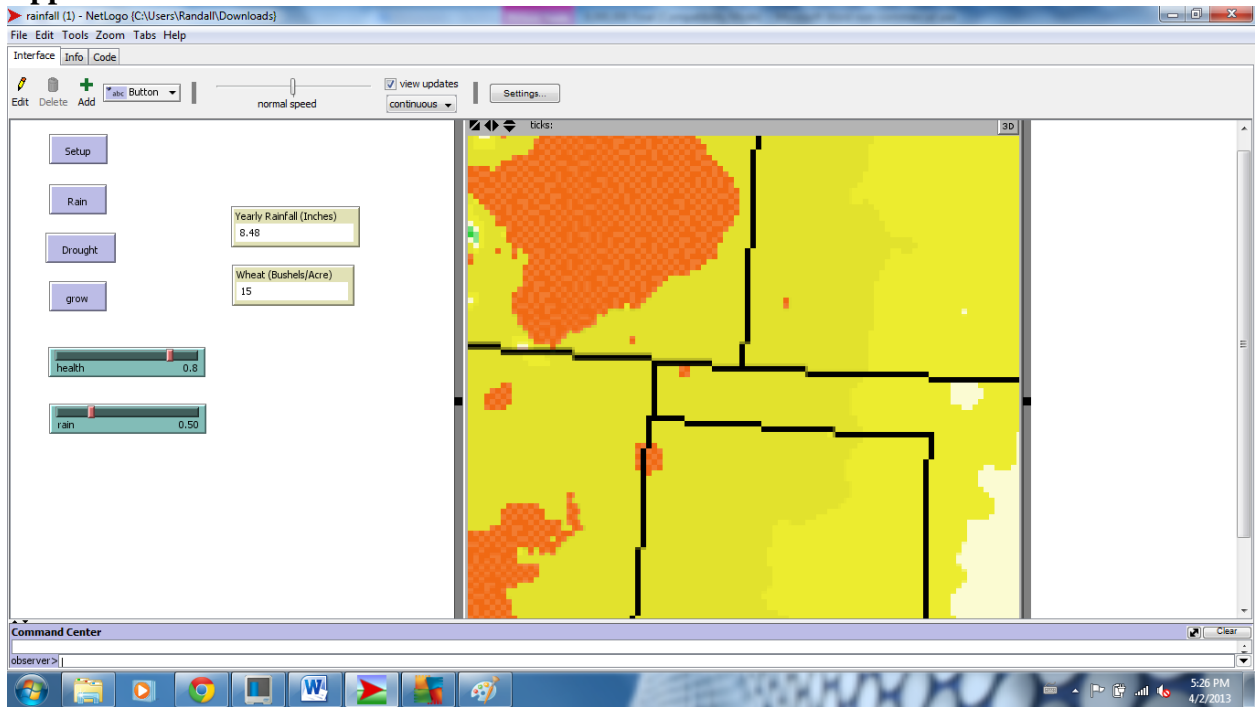 rainfall (1) - NetLogo {C:\Users\Randall\Downloads}
File Edit Tools Zoom Tabs Help
Interface Info Code
Edit Delete Add abc Button normal speed view updates continuous Settings...
ticks: 3D
Setup
Rain
Drought
grow
Yearly Rainfall (Inches)
8.48
Wheat (Bushels/Acre)
15
health 0.8
rain 0.50
Command Center Clear
observer>
5:26 PM
4/2/2013